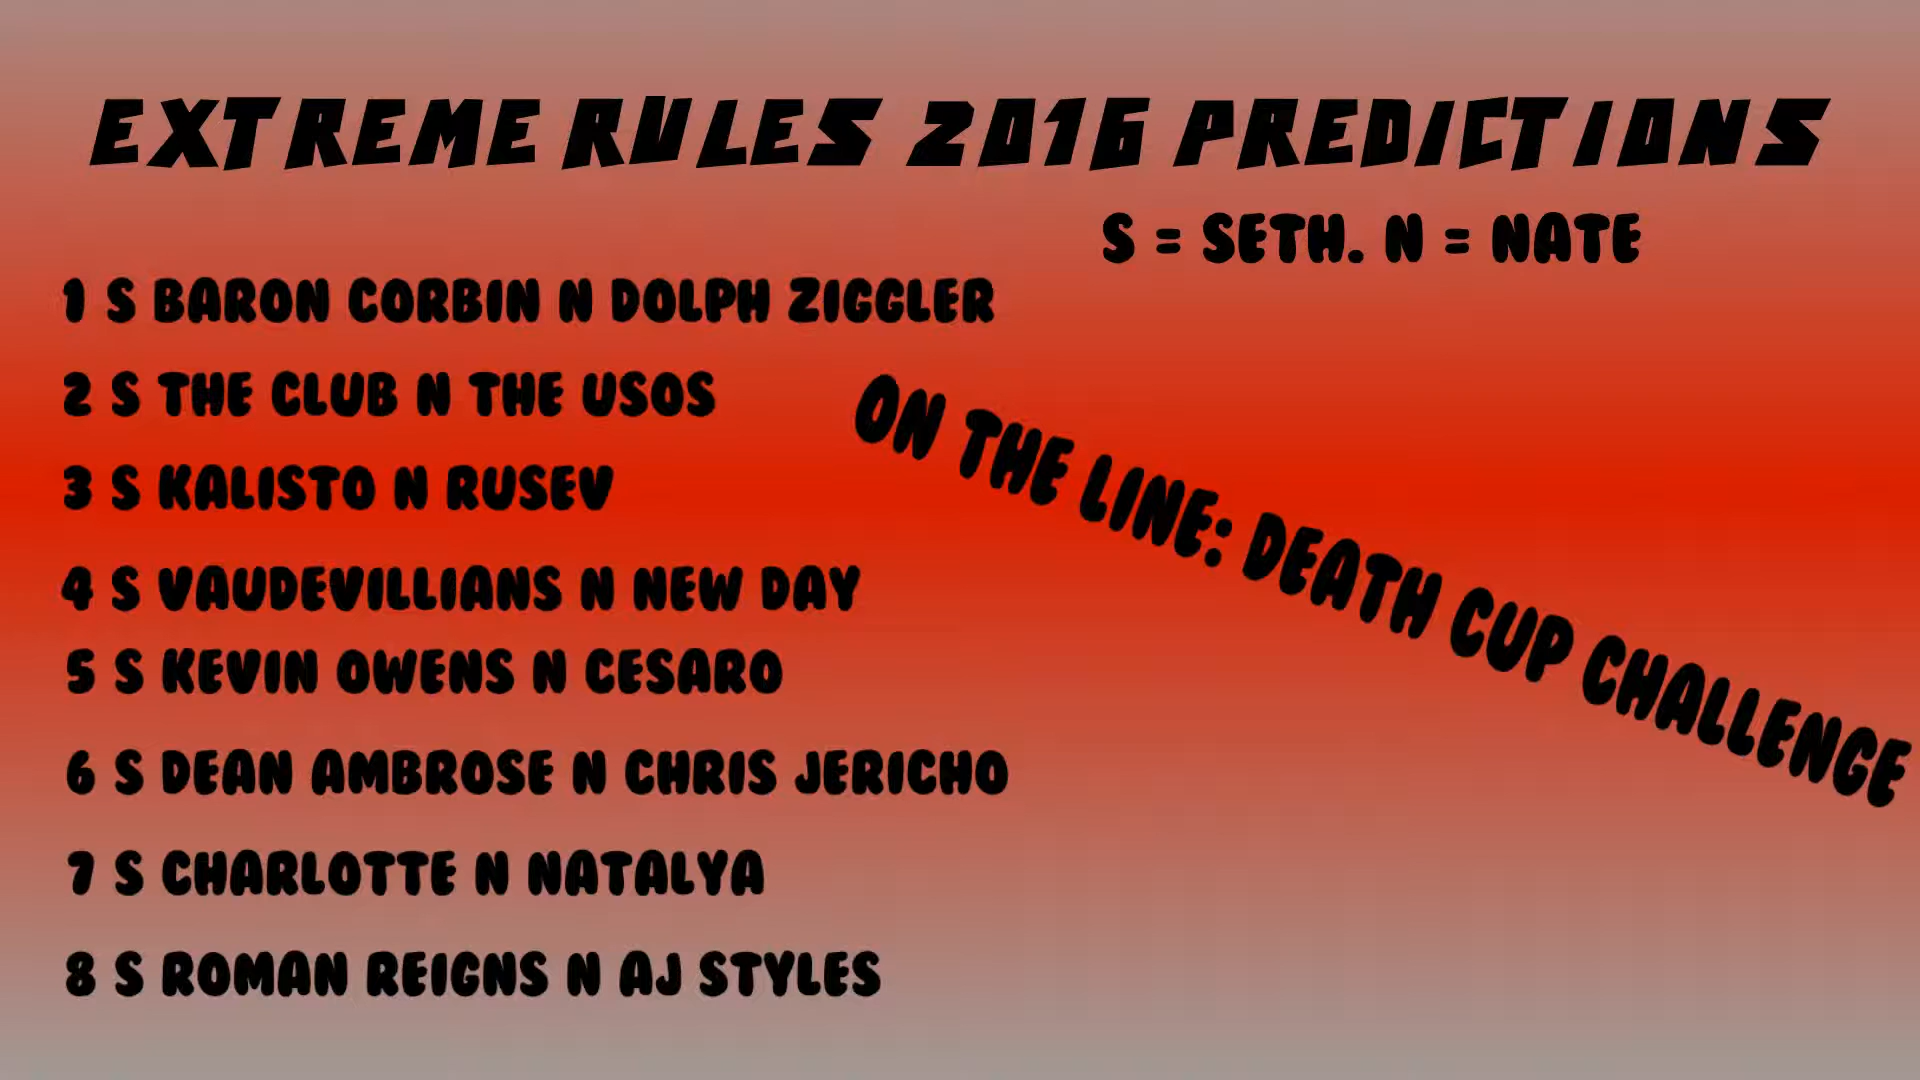 EXTREME RULES 2016 PREDICTIONS
S = SETH. N = NATE
1 S BARON CORBIN N DOLPH ZIGGLER
2 S THE CLUB N THE USOS
3 S KALISTO N RUSEV
4 S VAUDEVILLIANS N NEW DAY
5 S KEVIN OWENS N CESARO
6 S DEAN AMBROSE N CHRIS JERICHO
7 S CHARLOTTE N NATALYA
8 S ROMAN REIGNS N AJ STYLES
ON THE LINE: DEATH CUP CHALLENGE